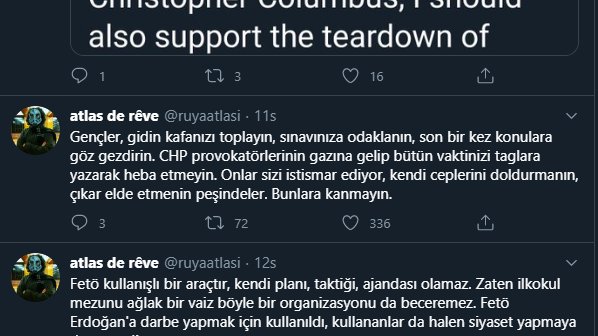 Christopher Columbus, I should
also support the teardown of
1 3 16
atlas de rêve @ruyaatlasi · 11s
Gençler, gidin kafanızı toplayın, sınavınıza odaklanın, son bir kez konulara
göz gezdirin. CHP provokatörlerinin gazına gelip bütün vaktinizi taglara
yazarak heba etmeyin. Onlar sizi istismar ediyor, kendi ceplerini doldurmanın,
çıkar elde etmenin peşindeler. Bunlara kanmayın.
3 72 336
atlas de rêve @ruyaatlasi · 12s
Fetö kullanışlı bir araçtır, kendi planı, taktiği, ajandası olamaz. Zaten ilkokul
mezunu ağlak bir vaiz böyle bir organizasyonu da beceremez. Fetö
Erdoğan'a darbe yapmak için kullanıldı, kullananlar da halen siyaset yapmaya